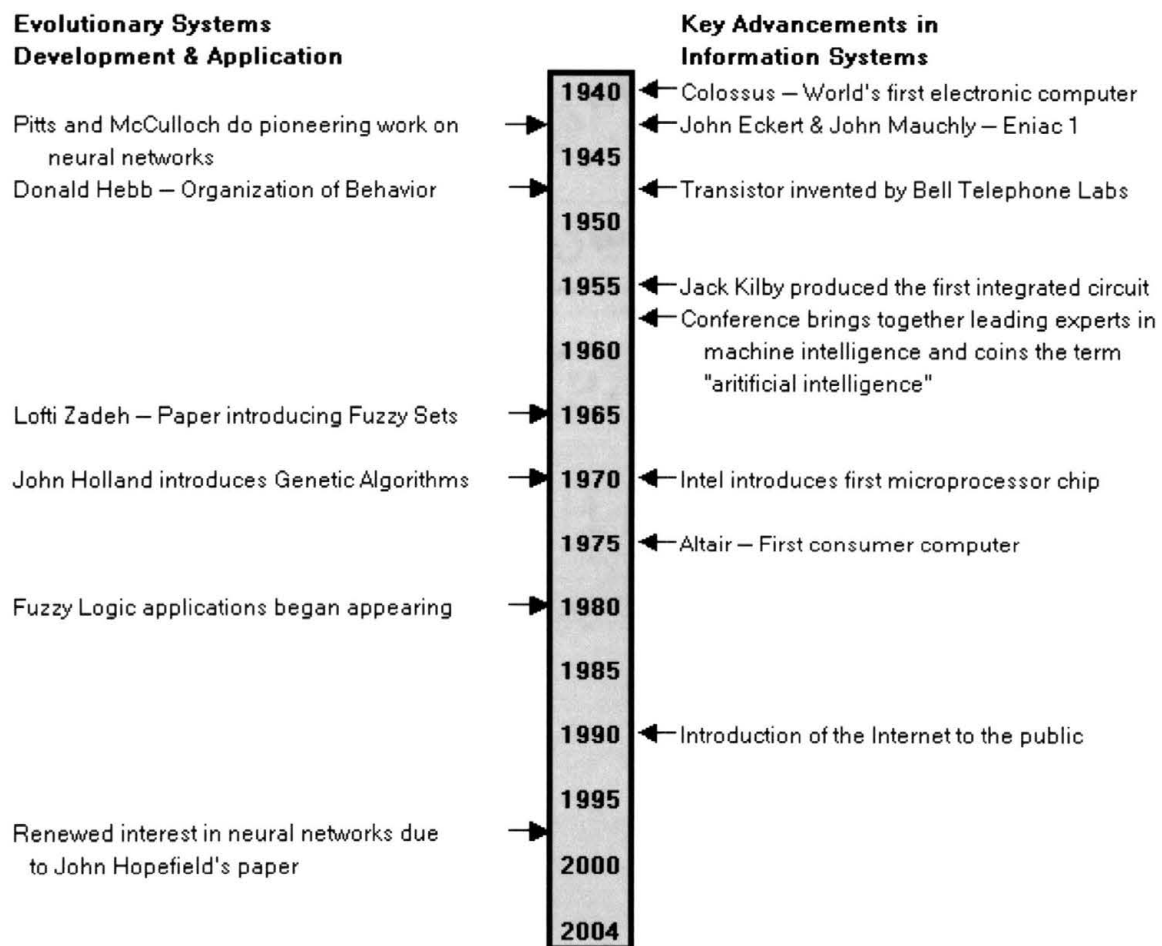 Evolutionary Systems
Development & Application
Key Advancements in
Information Systems
1940
Colossus – World's first electronic computer
Pitts and McCulloch do pioneering work on
neural networks
John Eckert & John Mauchly – Eniac 1
1945
Donald Hebb – Organization of Behavior
Transistor invented by Bell Telephone Labs
1950
1955
Jack Kilby produced the first integrated circuit
Conference brings together leading experts in
machine intelligence and coins the term
"aritificial intelligence"
1960
Lofti Zadeh – Paper introducing Fuzzy Sets
1965
John Holland introduces Genetic Algorithms
1970
Intel introduces first microprocessor chip
1975
Altair – First consumer computer
Fuzzy Logic applications began appearing
1980
1985
1990
Introduction of the Internet to the public
1995
Renewed interest in neural networks due
to John Hopefield's paper
2000
2004